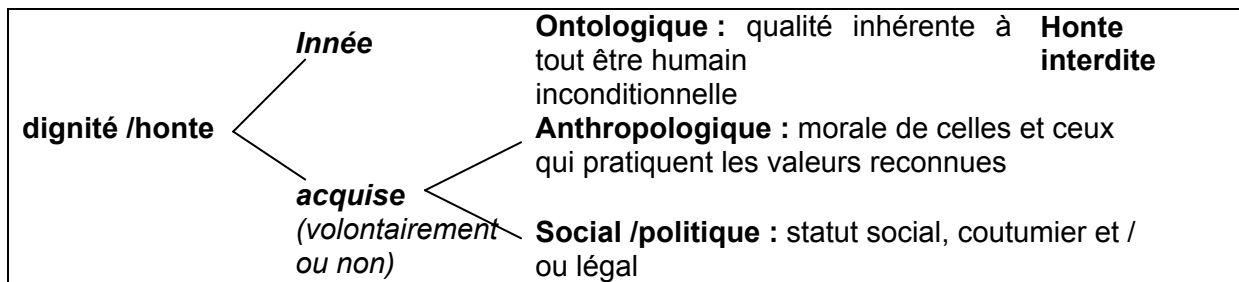 Innée
Ontologique : qualité inhérente à
tout être humain
inconditionnelle
Honte
interdite
dignité /honte
Anthropologique : morale de celles et ceux
qui pratiquent les valeurs reconnues
acquise
(volontairement
ou non)
Social /politique : statut social, coutumier et /
ou légal